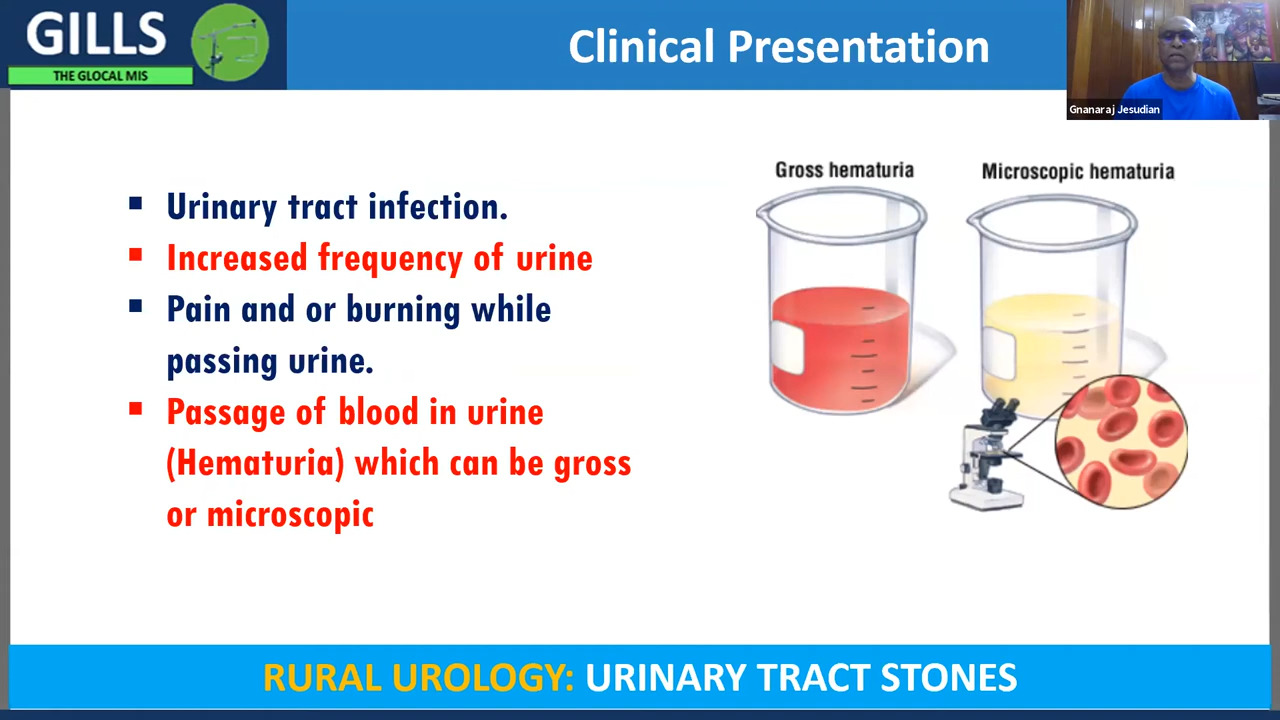 GILLS
THE GLOCAL MIS
Clinical Presentation
Gnanaraj Jesudian
Urinary tract infection.
Increased frequency of urine
Pain and or burning while
passing urine.
Passage of blood in urine
(Hematuria) which can be gross
or microscopic
Gross hematuria
Microscopic hematuria
RURAL UROLOGY: URINARY TRACT STONES